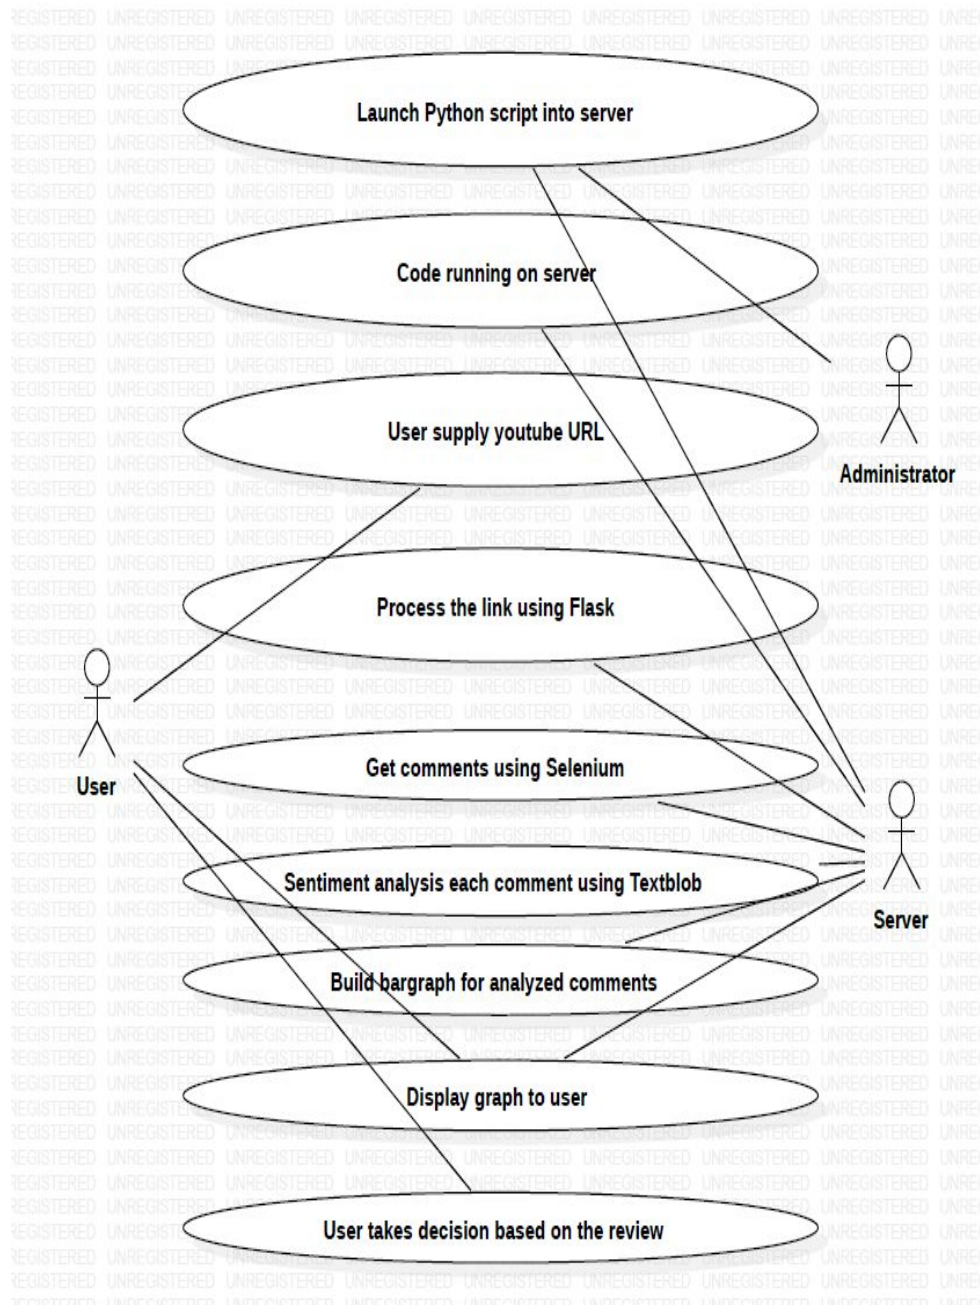 Launch Python script into server
Code running on server
User supply youtube URL
Administrator
Process the link using Flask
Get comments using Selenium
User
Sentiment analysis each comment using Textblob
Server
Build bargraph for analyzed comments
Display graph to user
User takes decision based on the review
UNREGISTERED